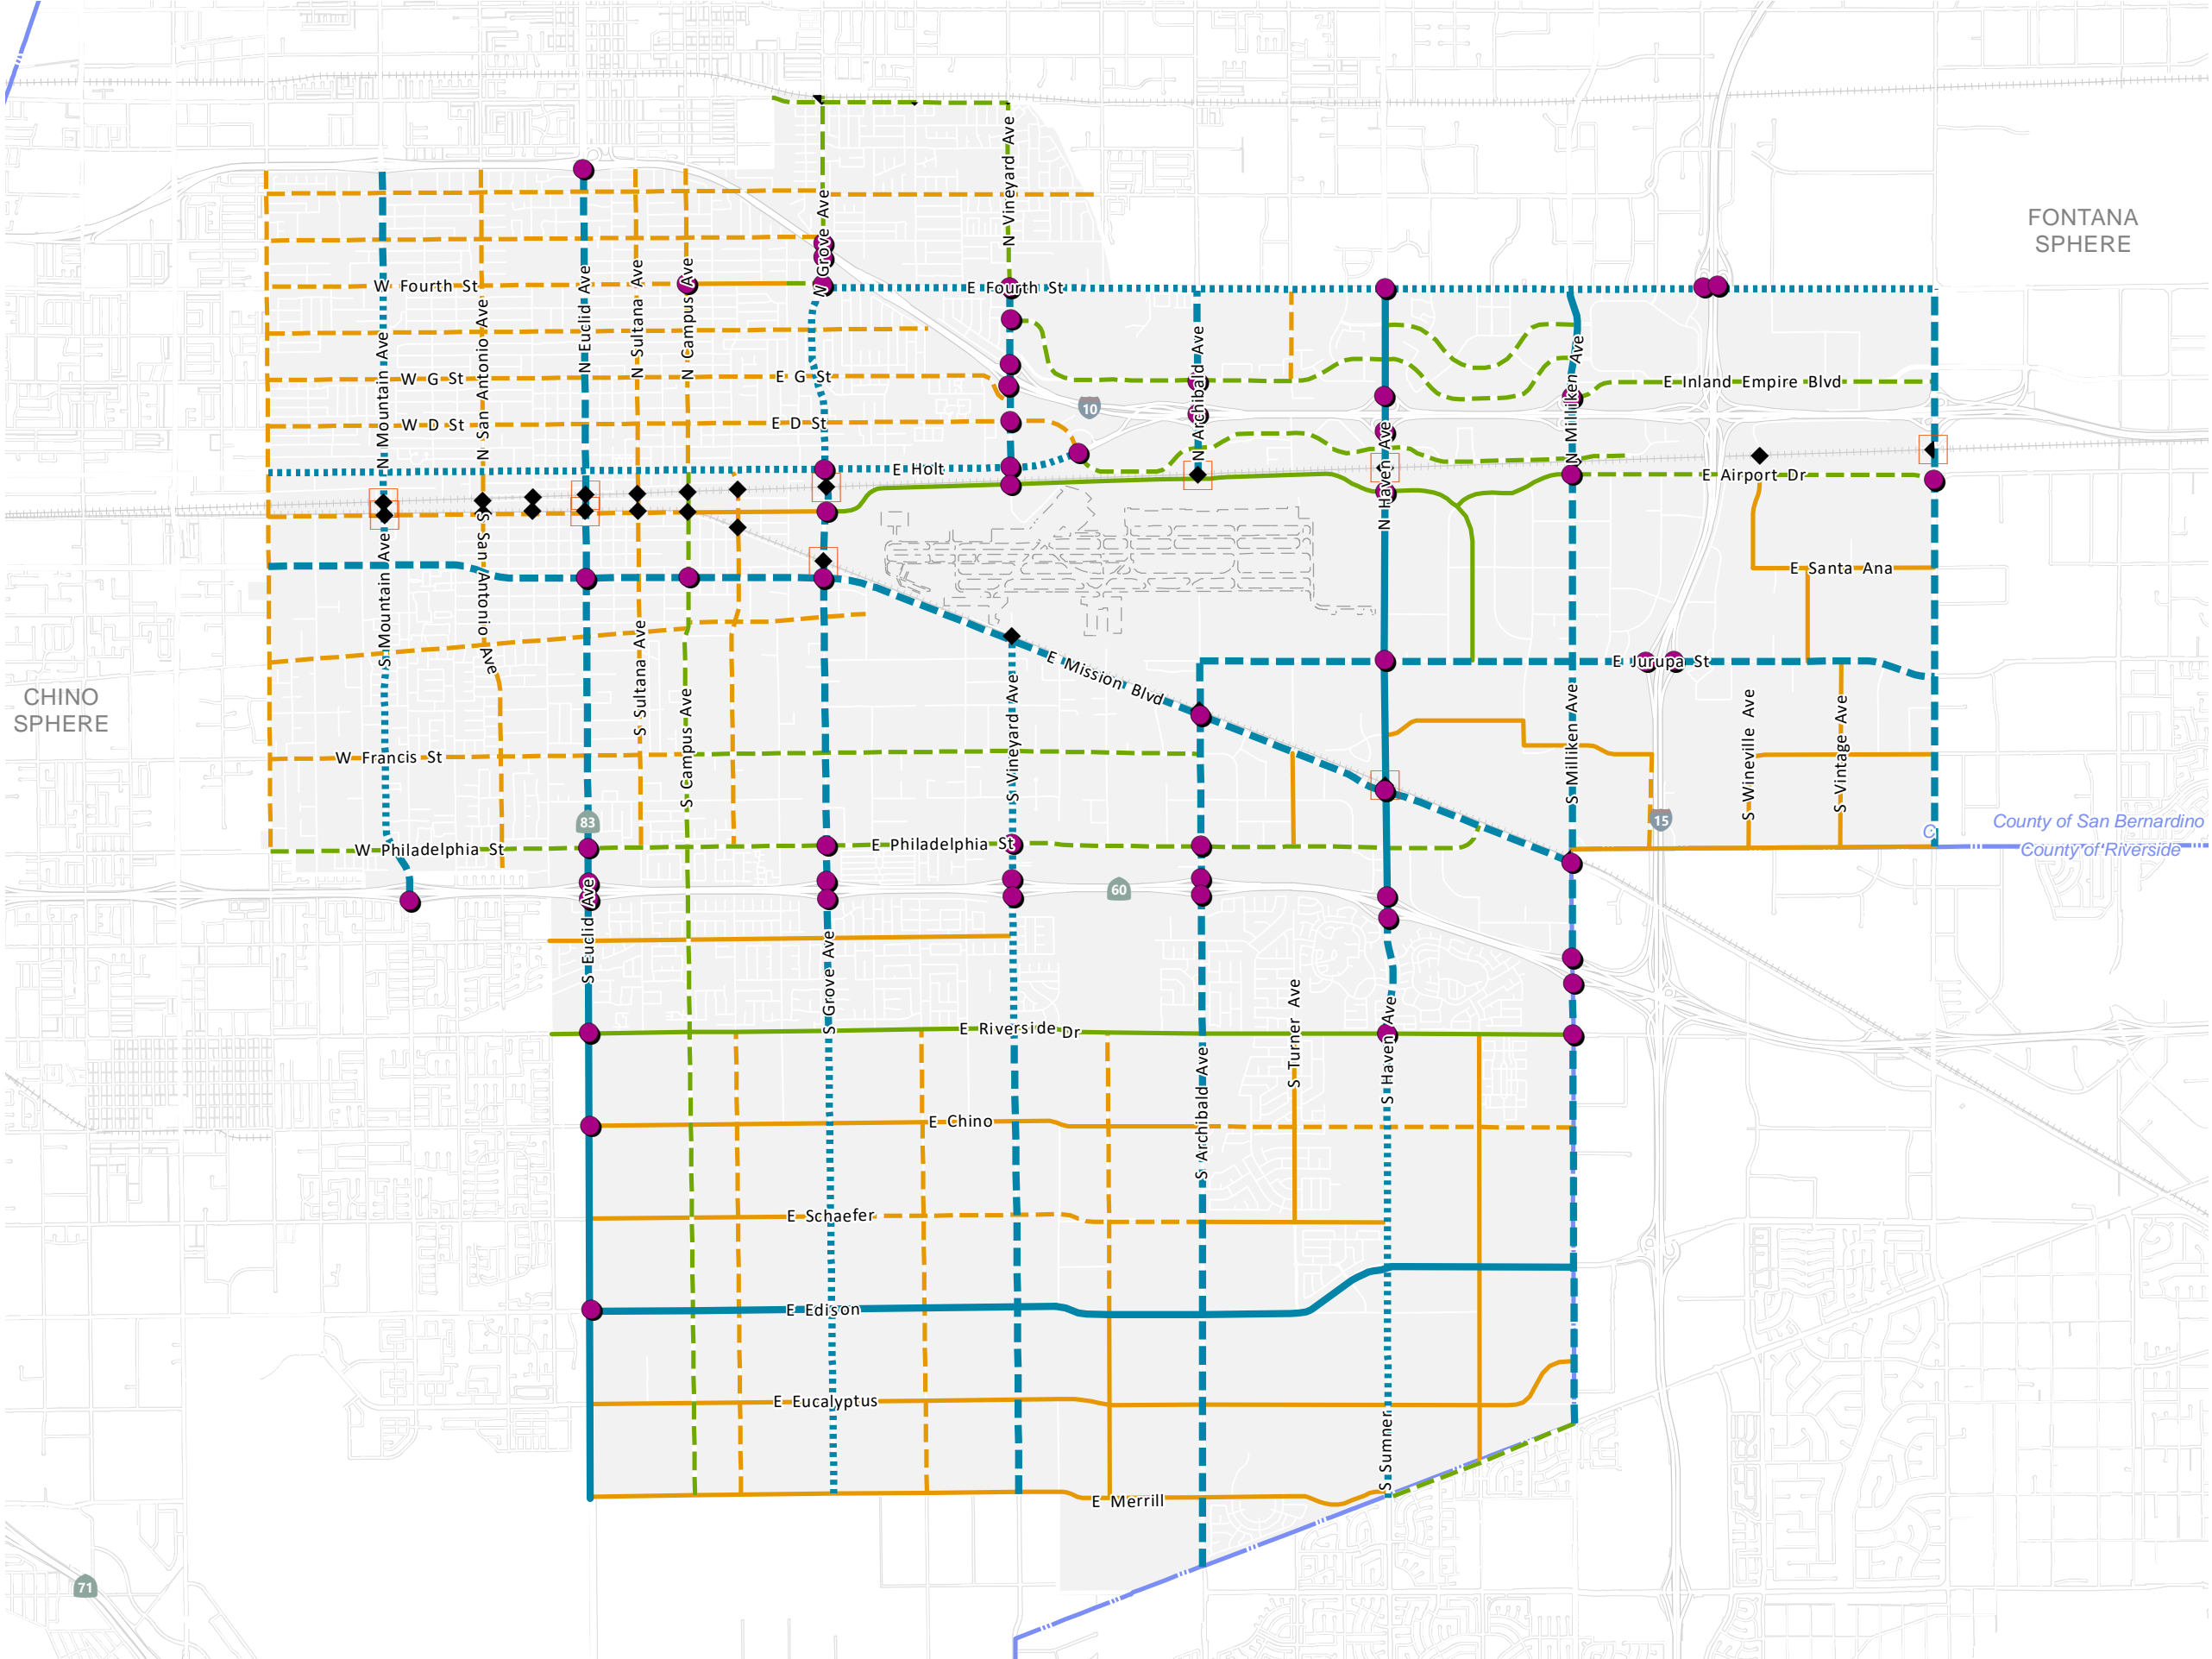 FONTANA
SPHERE
CHINO
SPHERE
N Vineyard Ave
N Grove Ave
W Fourth St
E Fourth St
N Mountain Ave
N San Antonio Ave
N Euclid Ave
N Sultana Ave
N Campus Ave
N Archibald Ave
N Haven Ave
N Milliken Ave
W G St
E G St
E Inland Empire Blvd
10
W D St
E D St
E Holt
E Airport Dr
E Santa Ana
S Mountain Ave
S San Antonio Ave
S Sultana Ave
S Campus Ave
S Vineyard Ave
E Mission Blvd
E Jurupa St
S Milliken Ave
S Wineville Ave
S Vintage Ave
W Francis St
83
15
C
County of San Bernardino
County of Riverside
W Philadelphia St
E Philadelphia St
60
S Euclid Ave
S Grove Ave
E Riverside Dr
S Archibald Ave
S Turner Ave
S Haven Ave
E Chino
E Schaefer
E Edison
E Eucalyptus
S Sumner
E Merrill
71